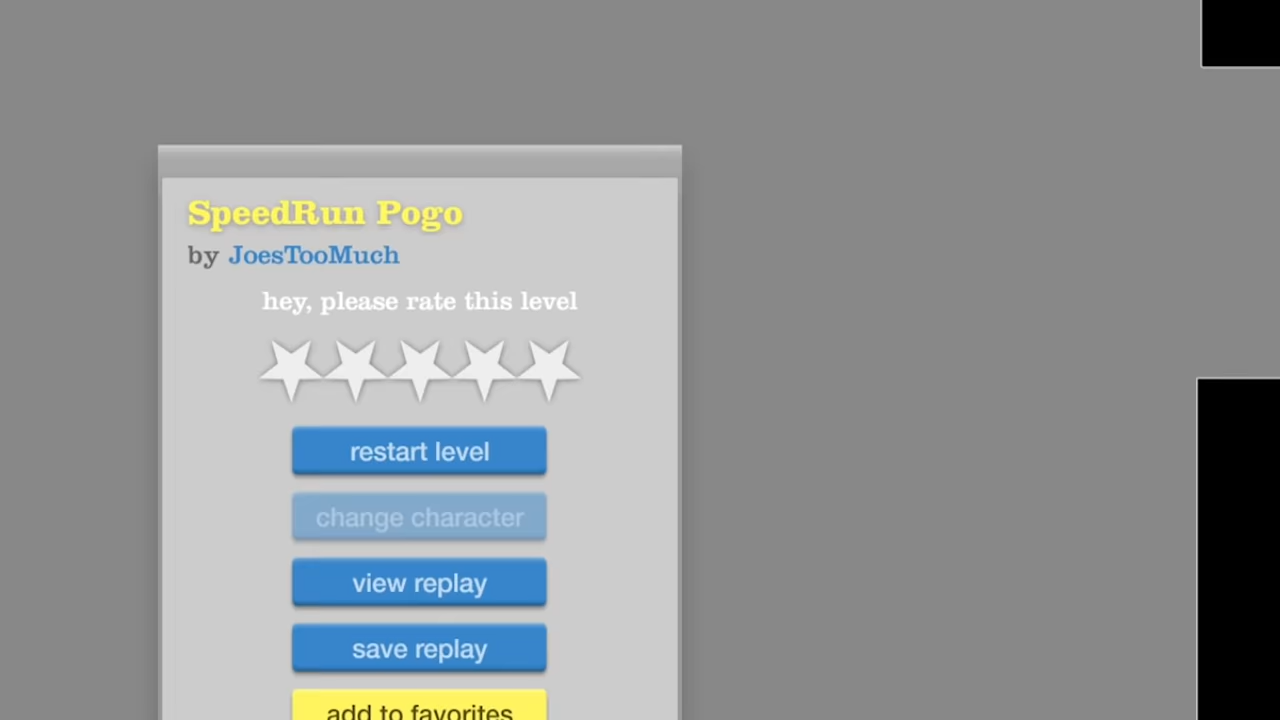 SpeedRun Pogo
by JoesTooMuch
hey, please rate this level
restart level
change character
view replay
save replay
add to favorites